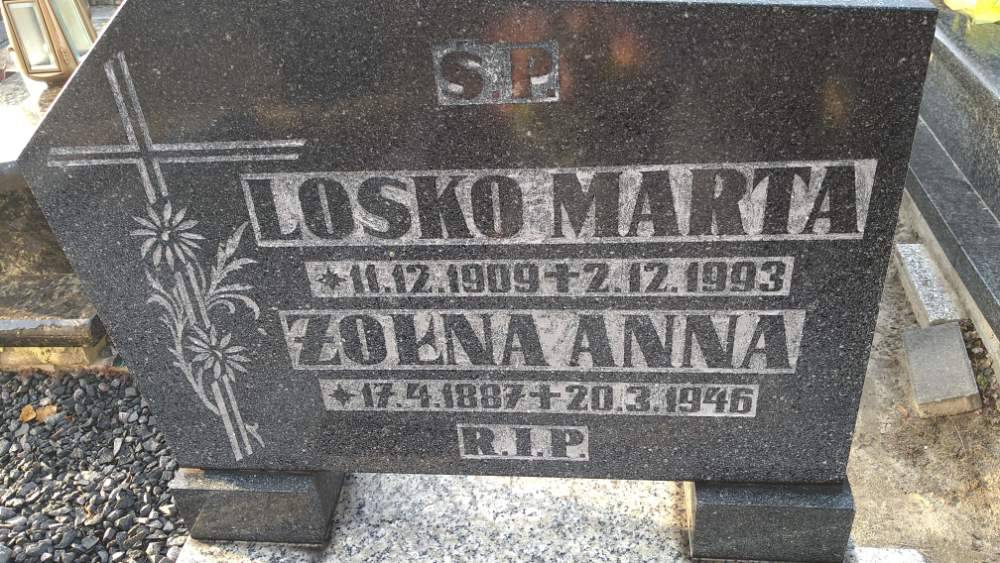 Ś.P.
LOSKO MARTA
*11.12.1909+2.12.1993
ŻOŁNA ANNA
*17.4.1887+20.3.1946
R.I.P.